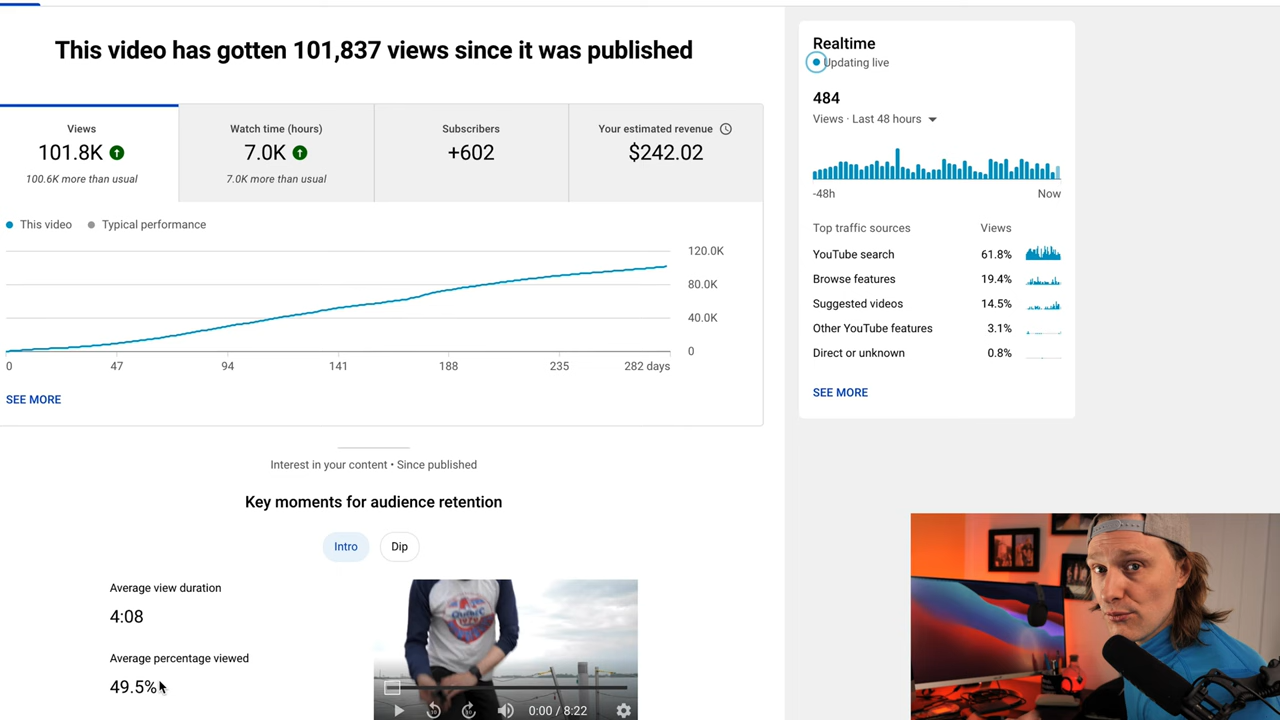 This video has gotten 101,837 views since it was published
Views
101.8K
100.6K more than usual
Watch time (hours)
7.0K
7.0K more than usual
Subscribers
+602
Your estimated revenue
$242.02
This video
Typical performance
120.0K
80.0K
40.0K
0
0 47 94 141 188 235 282 days
SEE MORE
Interest in your content • Since published
Key moments for audience retention
Intro
Dip
Average view duration
4:08
Average percentage viewed
49.5%
0:00 / 8:22
Realtime
Updating live
484
Views · Last 48 hours
-48h Now
Top traffic sources Views
YouTube search 61.8%
Browse features 19.4%
Suggested videos 14.5%
Other YouTube features 3.1%
Direct or unknown 0.8%
SEE MORE